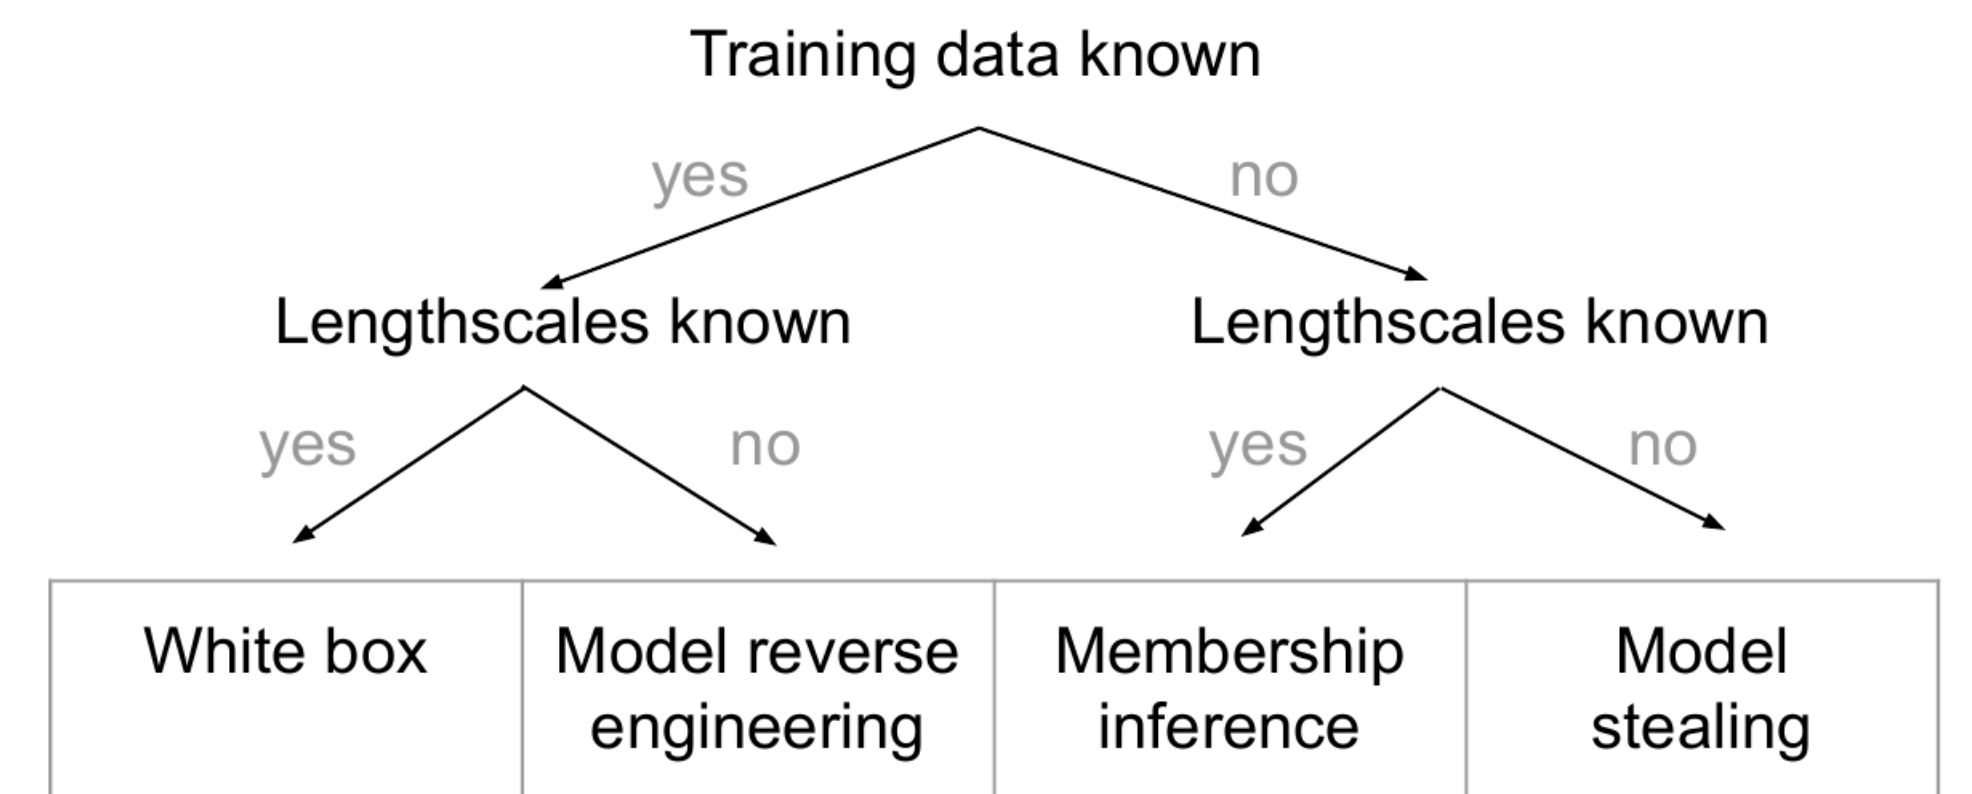 Training data known
yes
no
Lengthscales known
Lengthscales known
yes
no
yes
no
White box
Model reverse
engineering
Membership
inference
Model
stealing